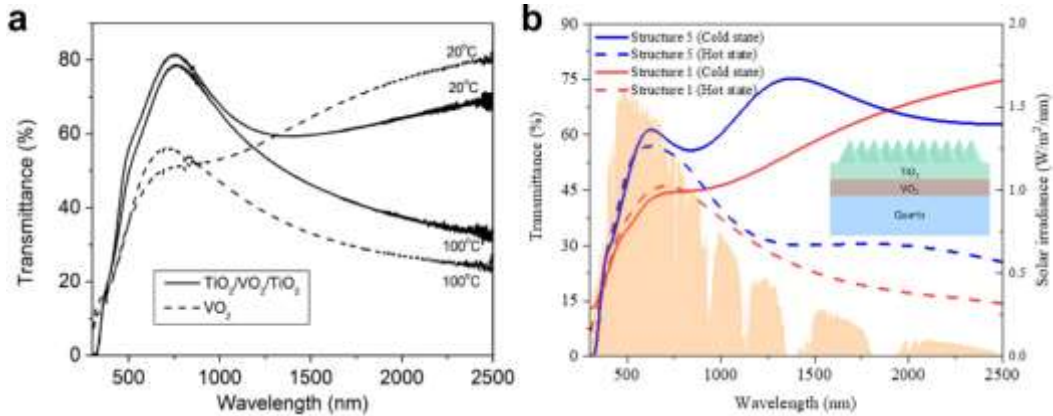 a
80
60
40
20
0
Transmittance (%)
20°C
20°C
100°C
100°C
TiO2/VO2/TiO2
VO2
500
1000
1500
2000
2500
Wavelength (nm)
b
90
75
60
45
30
15
0
Transmittance (%)
Structure 5 (Cold state)
Structure 5 (Hot state)
Structure 1 (Cold state)
Structure 1 (Hot state)
TiO2
VO2
Quartz
2.0
1.5
1.0
0.5
0.0
Solar irradiance (W/m²/nm)
500
1000
1500
2000
2500
Wavelength (nm)